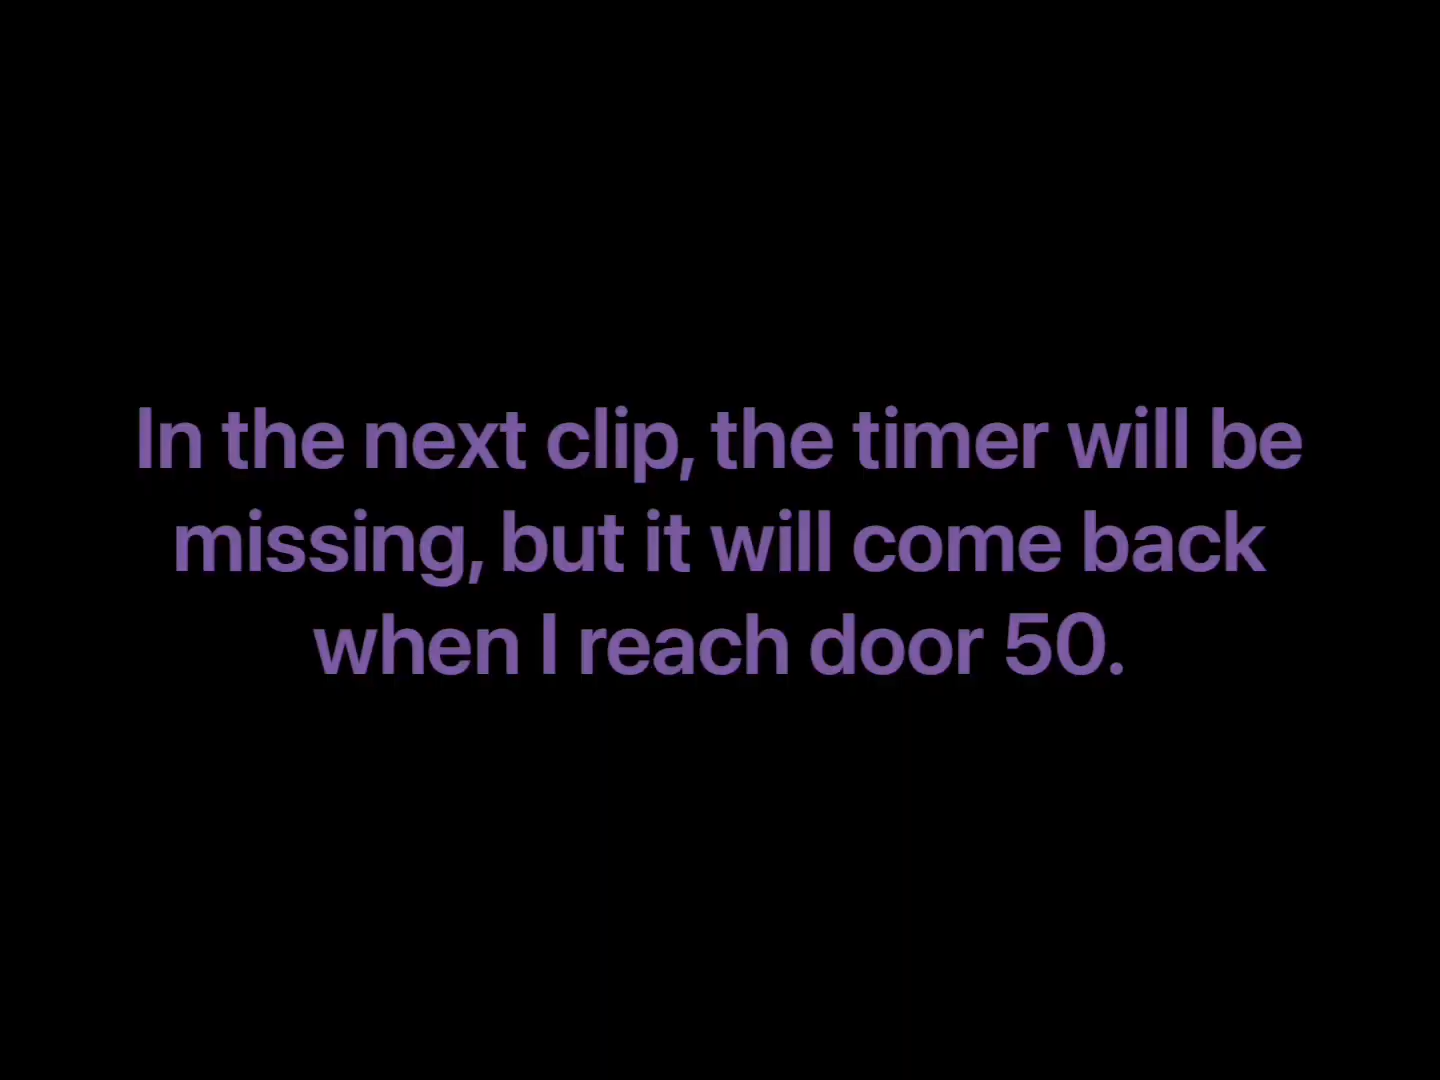 In the next clip, the timer will be
missing, but it will come back
when I reach door 50.